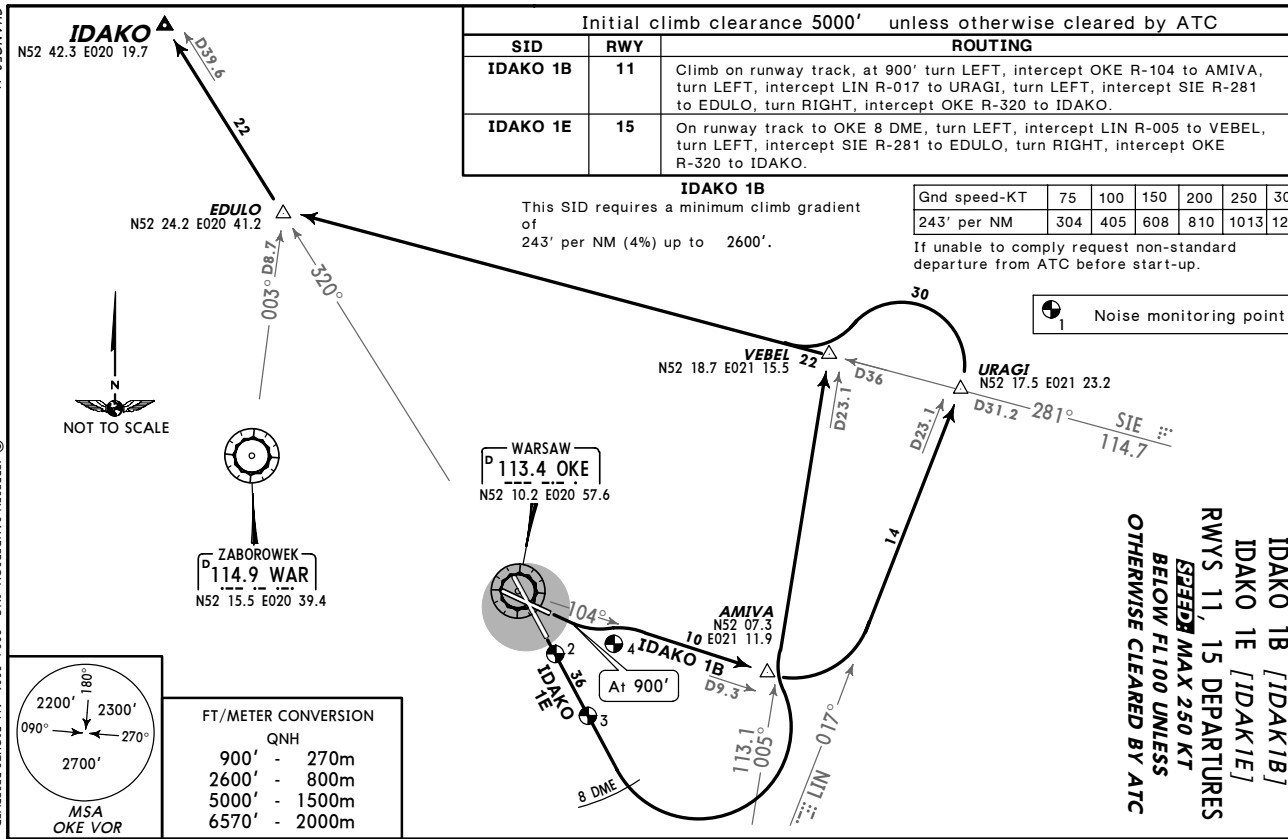 Initial climb clearance 5000' unless otherwise cleared by ATC
SID RWY ROUTING
IDAKO 1B 11 Climb on runway track, at 900' turn LEFT, intercept OKE R-104 to AMIVA,
turn LEFT, intercept LIN R-017 to URAGI, turn LEFT, intercept SIE R-281
to EDULO, turn RIGHT, intercept OKE R-320 to IDAKO.
IDAKO 1E 15 On runway track to OKE 8 DME, turn LEFT, intercept LIN R-005 to VEBEL,
turn LEFT, intercept SIE R-281 to EDULO, turn RIGHT, intercept OKE
R-320 to IDAKO.
IDAKO 1B
This SID requires a minimum climb gradient
of
243' per NM (4%) up to 2600'.
Gnd speed-KT 75 100 150 200 250
243' per NM 304 405 608 810 1013
If unable to comply request non-standard
departure from ATC before start-up.
1 Noise monitoring point
IDAKO
N52 42.3 E020 19.7
D39.6
22
EDULO
N52 24.2 E020 41.2
003° D8.7
320°
N
NOT TO SCALE
ZABOROWEK
D 114.9 WAR
N52 15.5 E020 39.4
WARSAW
D 113.4 OKE
N52 10.2 E020 57.6
30
VEBEL 22
N52 18.7 E021 15.5
D36
D23.1
URAGI
N52 17.5 E021 23.2
D31.2 281° SIE
114.7
D23.1
14
104°
AMIVA
N52 07.3
E021 11.9
10
IDAKO 1B
D9.3
4
At 900'
2
36
IDAKO
1E
3
8 DME
113.1
005°
LIN 017°
IDAKO 1B [IDAK1B]
IDAKO 1E [IDAK1E]
RWYS 11, 15 DEPARTURES
SPEED: MAX 250 KT
BELOW FL100 UNLESS
OTHERWISE CLEARED BY ATC
180°
2200' 2300'
090° 270°
2700'
MSA
OKE VOR
FT/METER CONVERSION
QNH
900' - 270m
2600' - 800m
5000' - 1500m
6570' - 2000m